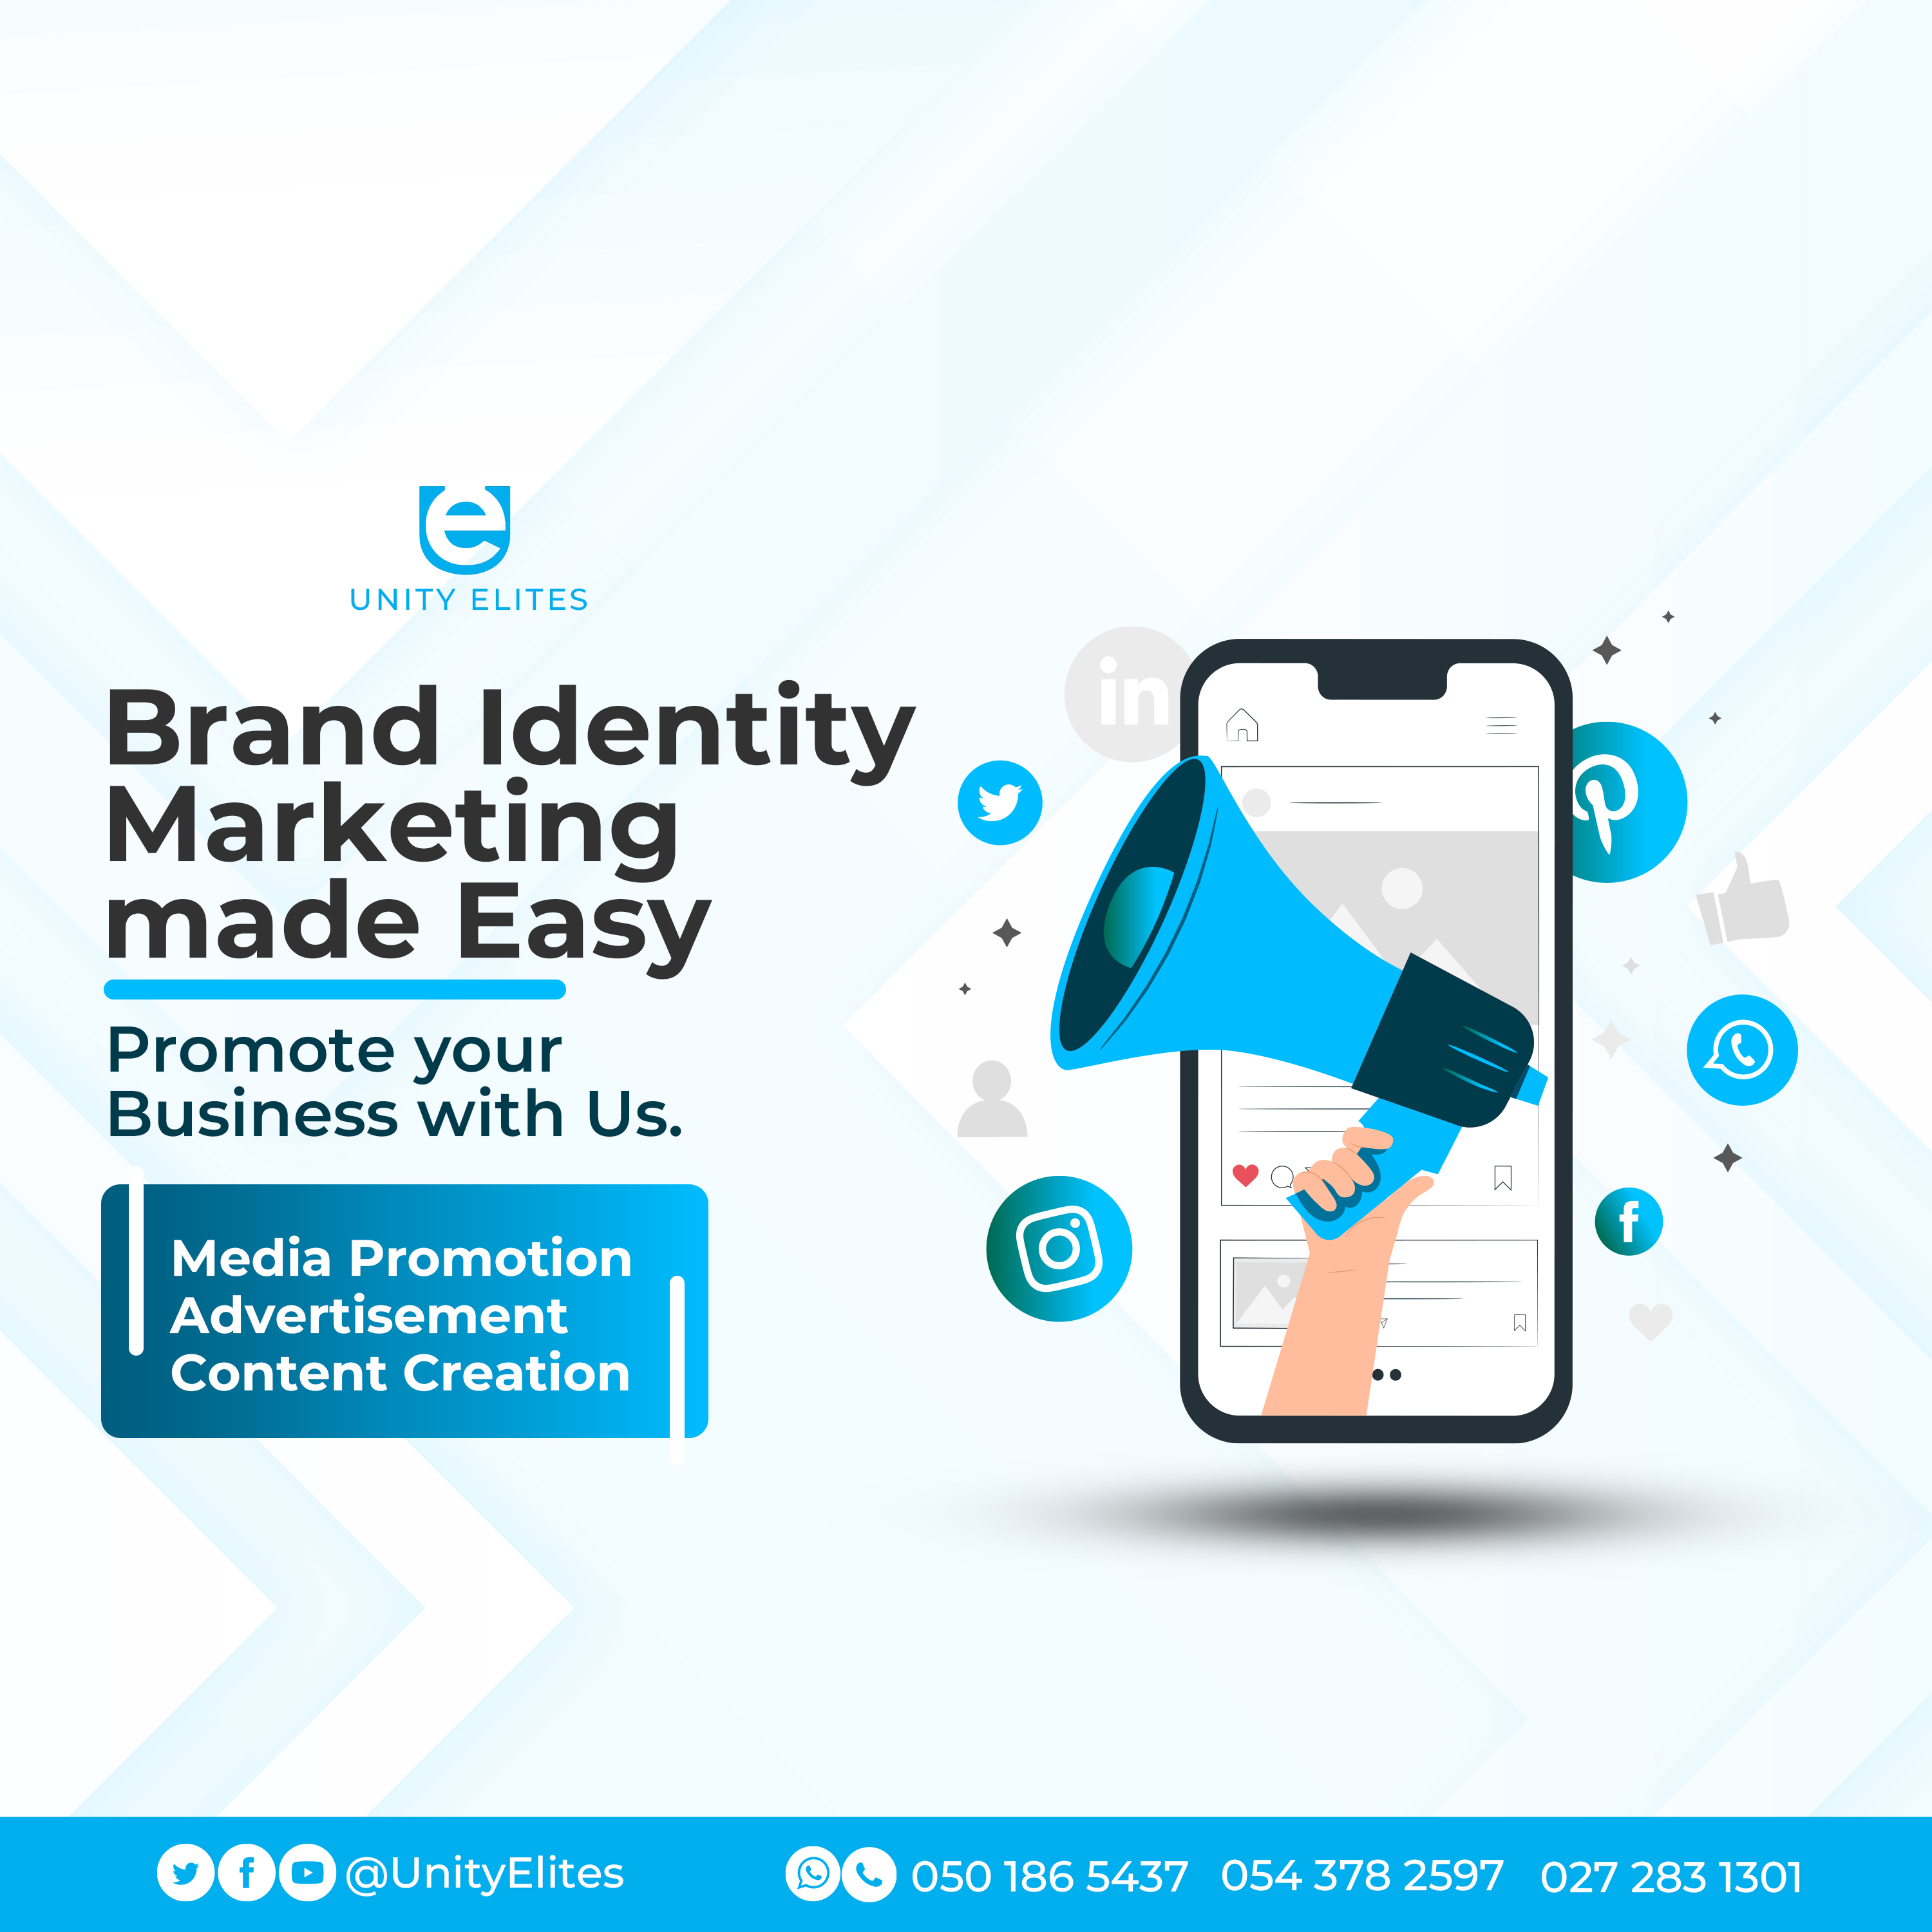 UNITY ELITES
Brand Identity
Marketing
made Easy
Promote your
Business with Us.
Media Promotion
Advertisement
Content Creation
in
@UnityElites
050 186 5437 054 378 2597 027 283 1301